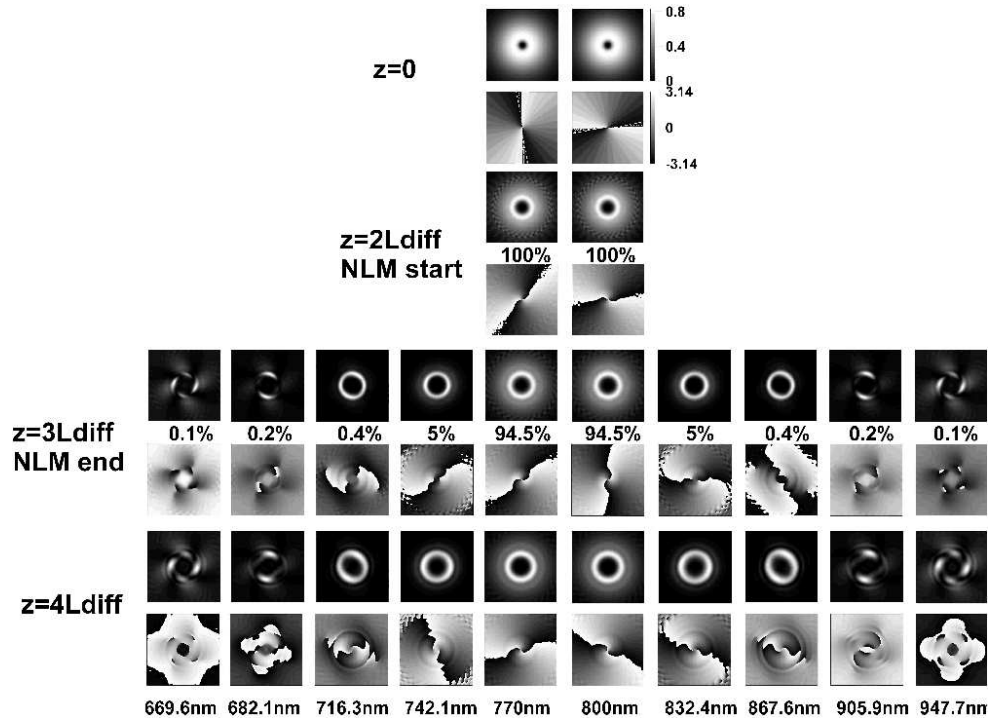 0.8
z=0
0.4
0
3.14
0
-3.14
z=2Ldiff
NLM start
100% 100%
z=3Ldiff
NLM end
0.1% 0.2% 0.4% 5% 94.5% 94.5% 5% 0.4% 0.2% 0.1%
z=4Ldiff
669.6nm 682.1nm 716.3nm 742.1nm 770nm 800nm 832.4nm 867.6nm 905.9nm 947.7nm